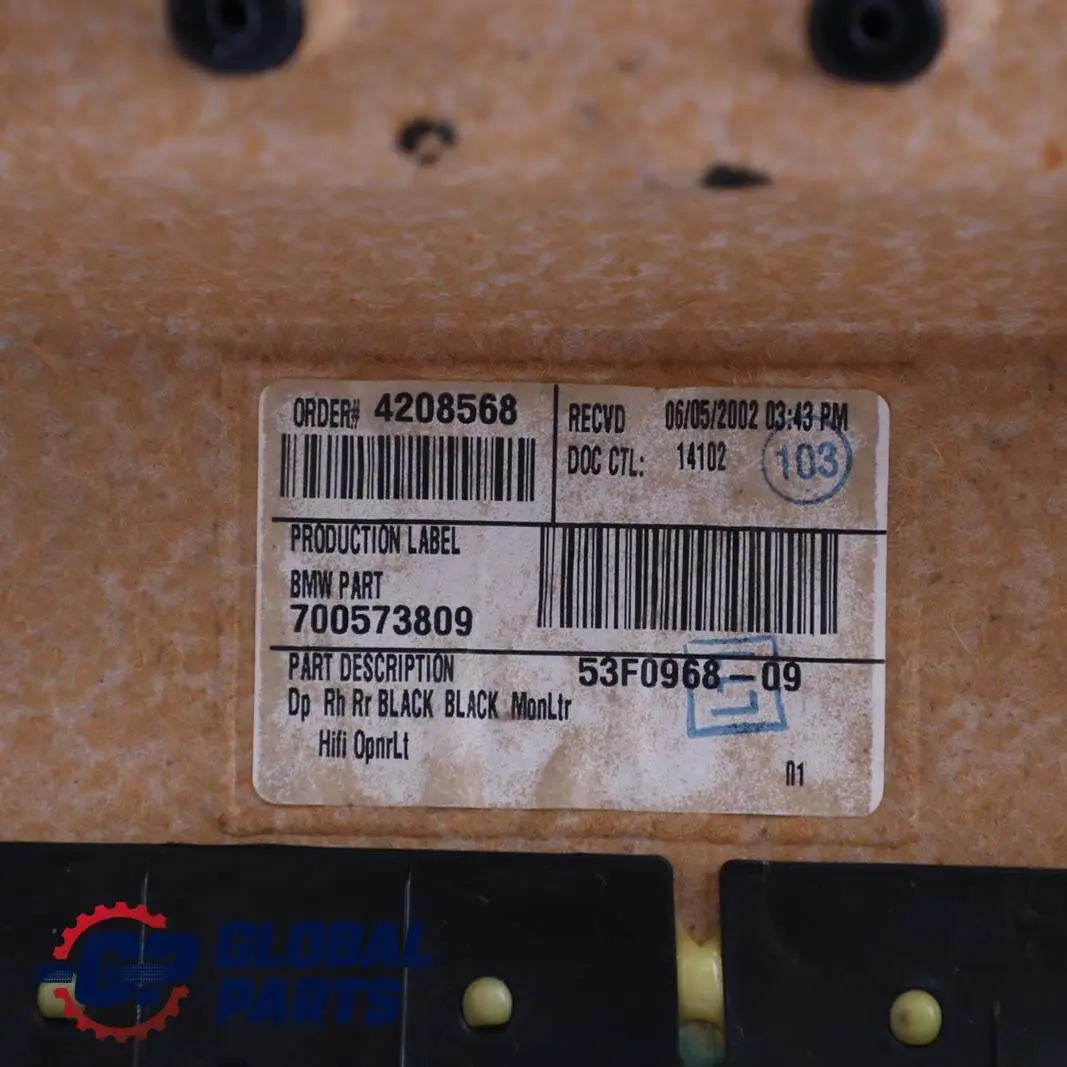 ORDER# 4208568
RECVD 06/05/2002 03:43 PM
DOC CTL: 14102
103
PRODUCTION LABEL
BMW PART
700573809
PART DESCRIPTION
53F0968-09
Dp Rh Rr BLACK BLACK MonLtr
Hifi OpnrLt
01
GP GLOBAL
PARTS